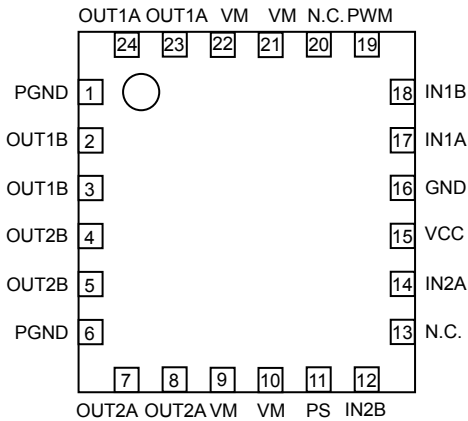 OUT1A OUT1A VM VM N.C. PWM
24 23 22 21 20 19
PGND 1 18 IN1B
OUT1B 2 17 IN1A
OUT1B 3 16 GND
OUT2B 4 15 VCC
OUT2B 5 14 IN2A
PGND 6 13 N.C.
7 8 9 10 11 12
OUT2A OUT2A VM VM PS IN2B